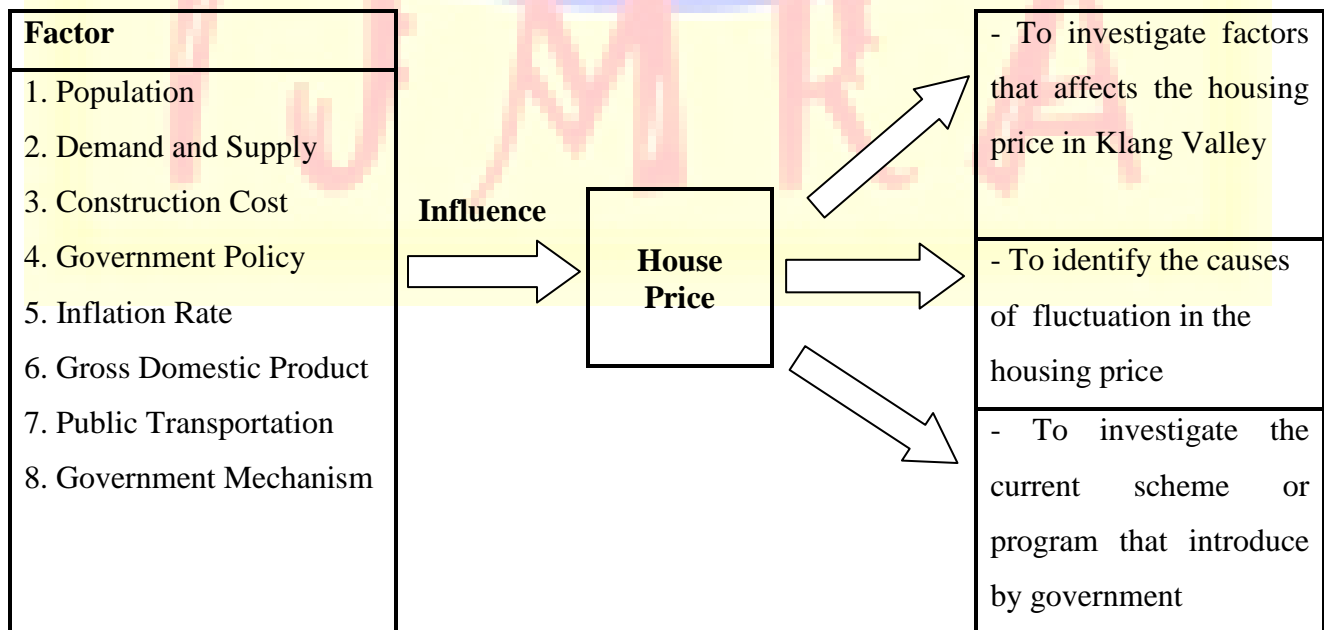 Factor
1. Population
2. Demand and Supply
3. Construction Cost
4. Government Policy
5. Inflation Rate
6. Gross Domestic Product
7. Public Transportation
8. Government Mechanism
Influence
House
Price
- To investigate factors
that affects the housing
price in Klang Valley
- To identify the causes
of fluctuation in the
housing price
- To investigate the
current scheme or
program that introduce
by government
IJMRA